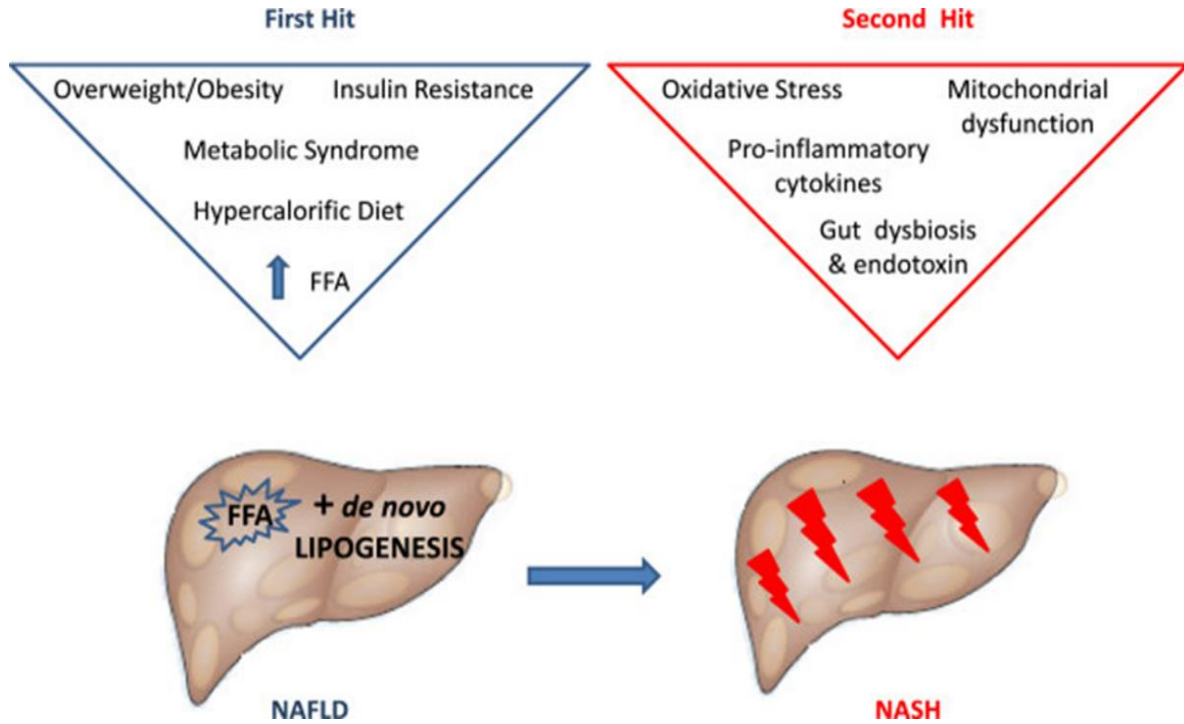 First Hit
Overweight/Obesity Insulin Resistance
Metabolic Syndrome
Hypercalorific Diet
FFA
Second Hit
Oxidative Stress
Mitochondrial
dysfunction
Pro-inflammatory
cytokines
Gut dysbiosis
& endotoxin
FFA
+ de novo
LIPOGENESIS
NAFLD
NASH